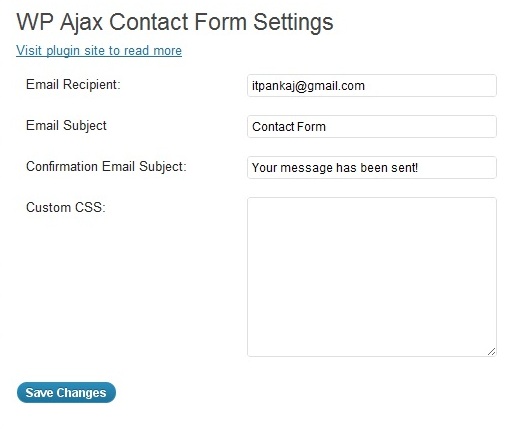 WP Ajax Contact Form Settings
Visit plugin site to read more
Email Recipient: itpankaj@gmail.com
Email Subject Contact Form
Confirmation Email Subject: Your message has been sent!
Custom CSS:
Save Changes